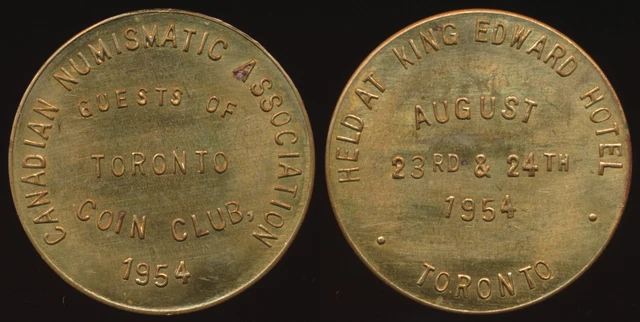 CANADIAN NUMISMATIC ASSOCIATION
GUESTS OF
TORONTO
COIN CLUB,
1954
HELD AT KING EDWARD HOTEL
AUGUST
23RD & 24TH
1954
• TORONTO •